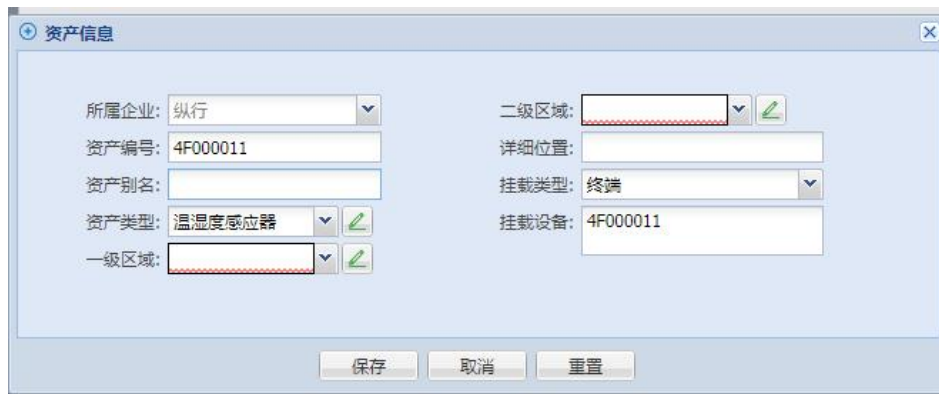 资产信息
所属企业: 纵行
资产编号: 4F000011
资产别名:
资产类型: 温湿度感应器
一级区域:
二级区域:
详细位置:
挂载类型: 终端
挂载设备: 4F000011
保存 取消 重置